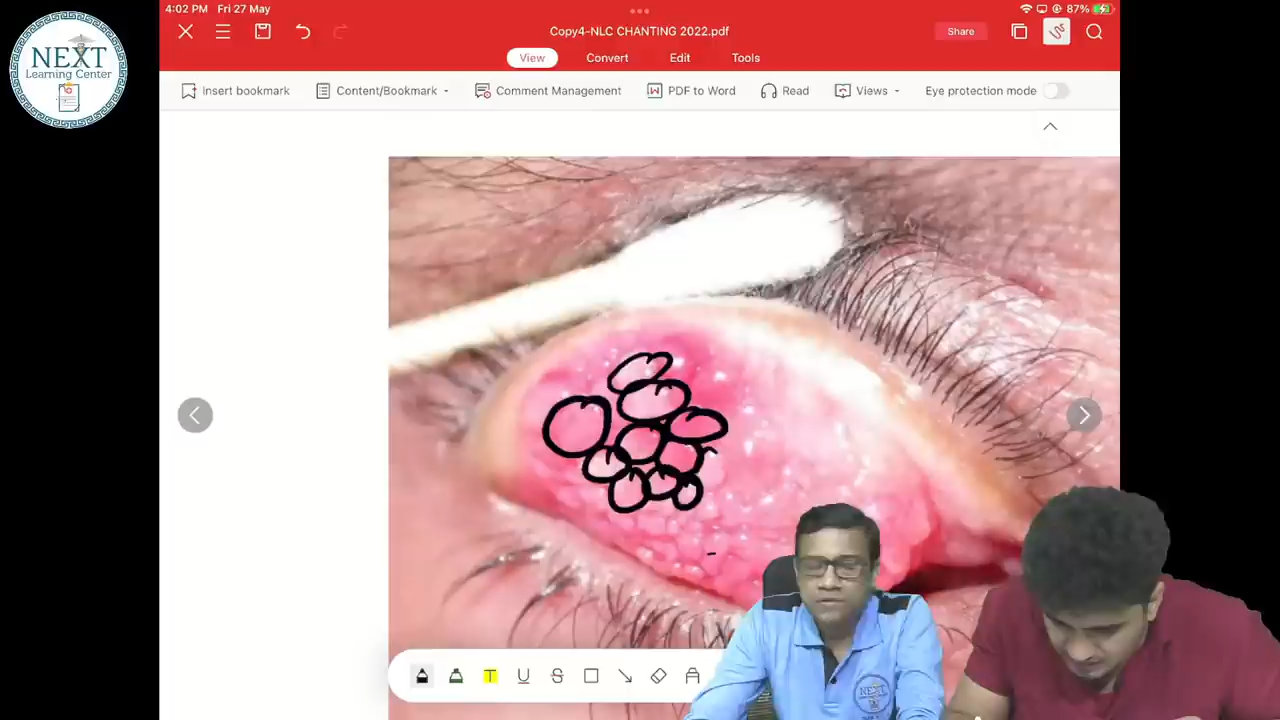 4:02 PM Fri 27 May
87%
NEXT
Learning Center
Copy4-NLC CHANTING 2022.pdf
Share
View Convert Edit Tools
Insert bookmark Content/Bookmark Comment Management PDF to Word Read Views Eye protection mode
T U S A
NEXT